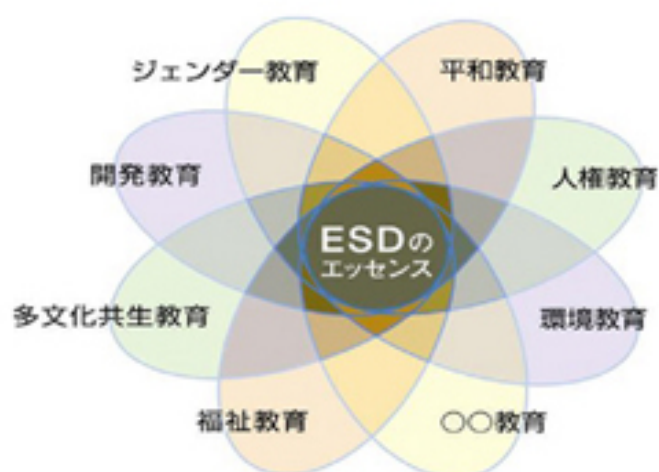 ジェンダー教育
平和教育
開発教育
人権教育
ESDの
エッセンス
多文化共生教育
環境教育
福祉教育
○○教育